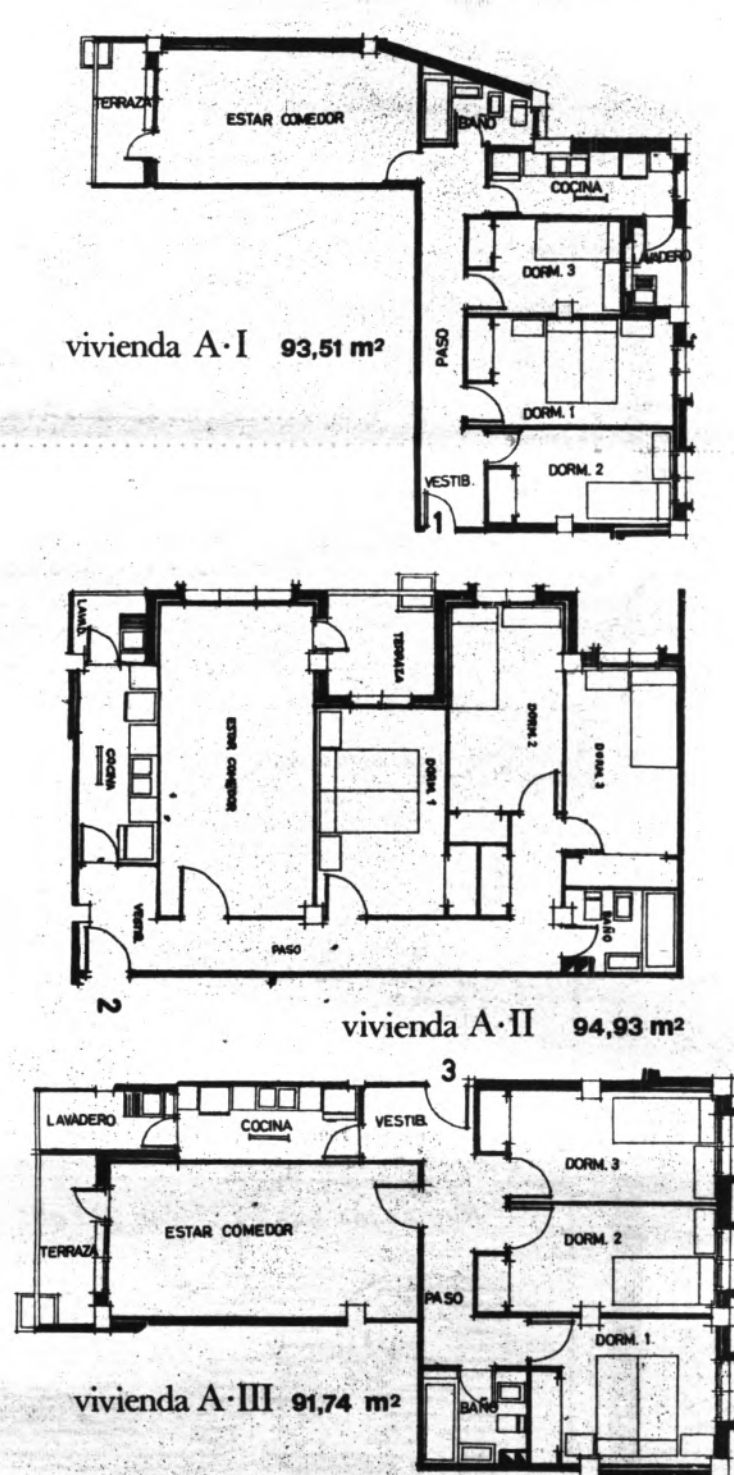 TERRAZA
ESTAR COMEDOR
BAÑO
COCINA
DORM. 3
LAVADERO
vivienda A·I 93,51 m²
PASO
DORM. 1
DORM. 2
VESTIB.
1
LAVAD.
TERRAZA
ESTAR COMEDOR
COCINA
DORM. 1
DORM. 2
DORM. 3
VESTIB.
PASO
BAÑO
2
vivienda A·II 94,93 m²
3
LAVADERO
COCINA
VESTIB.
DORM. 3
ESTAR COMEDOR
DORM. 2
TERRAZA
PASO
DORM. 1.
vivienda A·III 91,74 m²
BAÑO